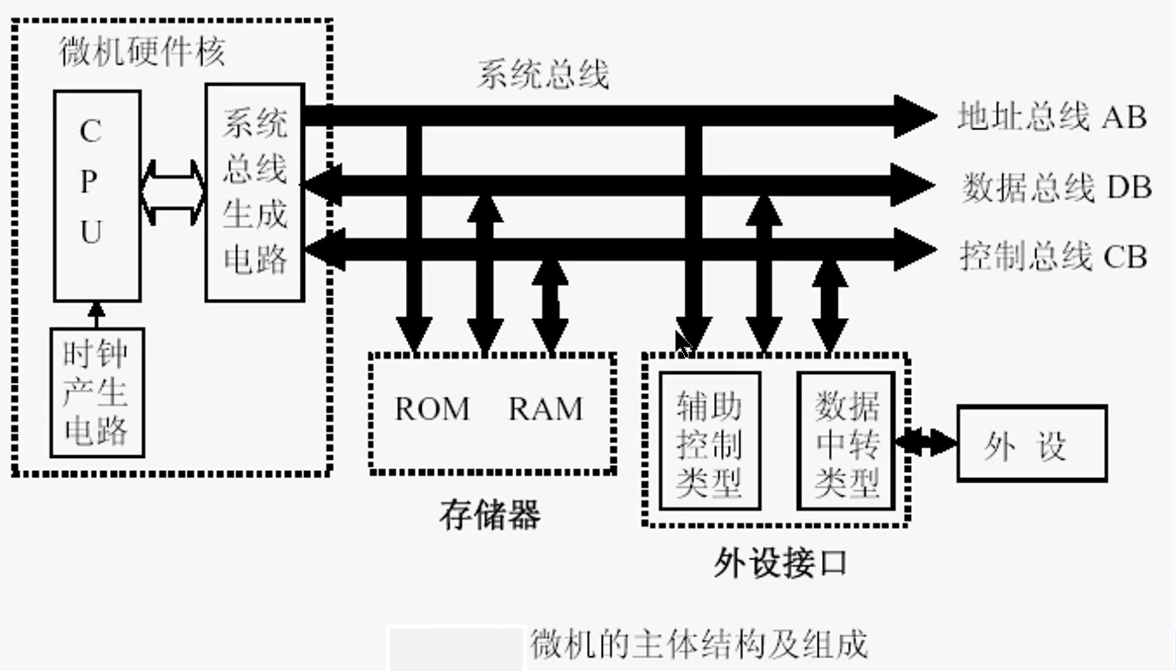 微机硬件核
系统总线
C
P
U
系统
总线
生成
电路
地址总线 AB
数据总线 DB
控制总线 CB
时钟
产生
电路
ROM RAM
存储器
辅助
控制
类型
数据
中转
类型
外设
外设接口
微机的主体结构及组成